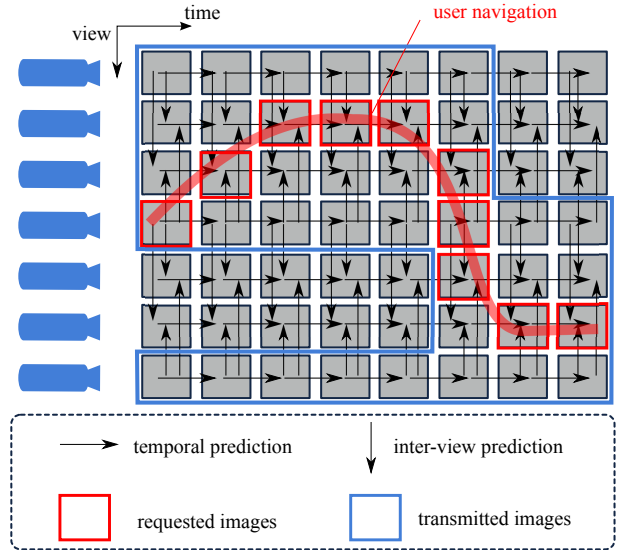 user navigation
time
view
temporal prediction
inter-view prediction
requested images
transmitted images